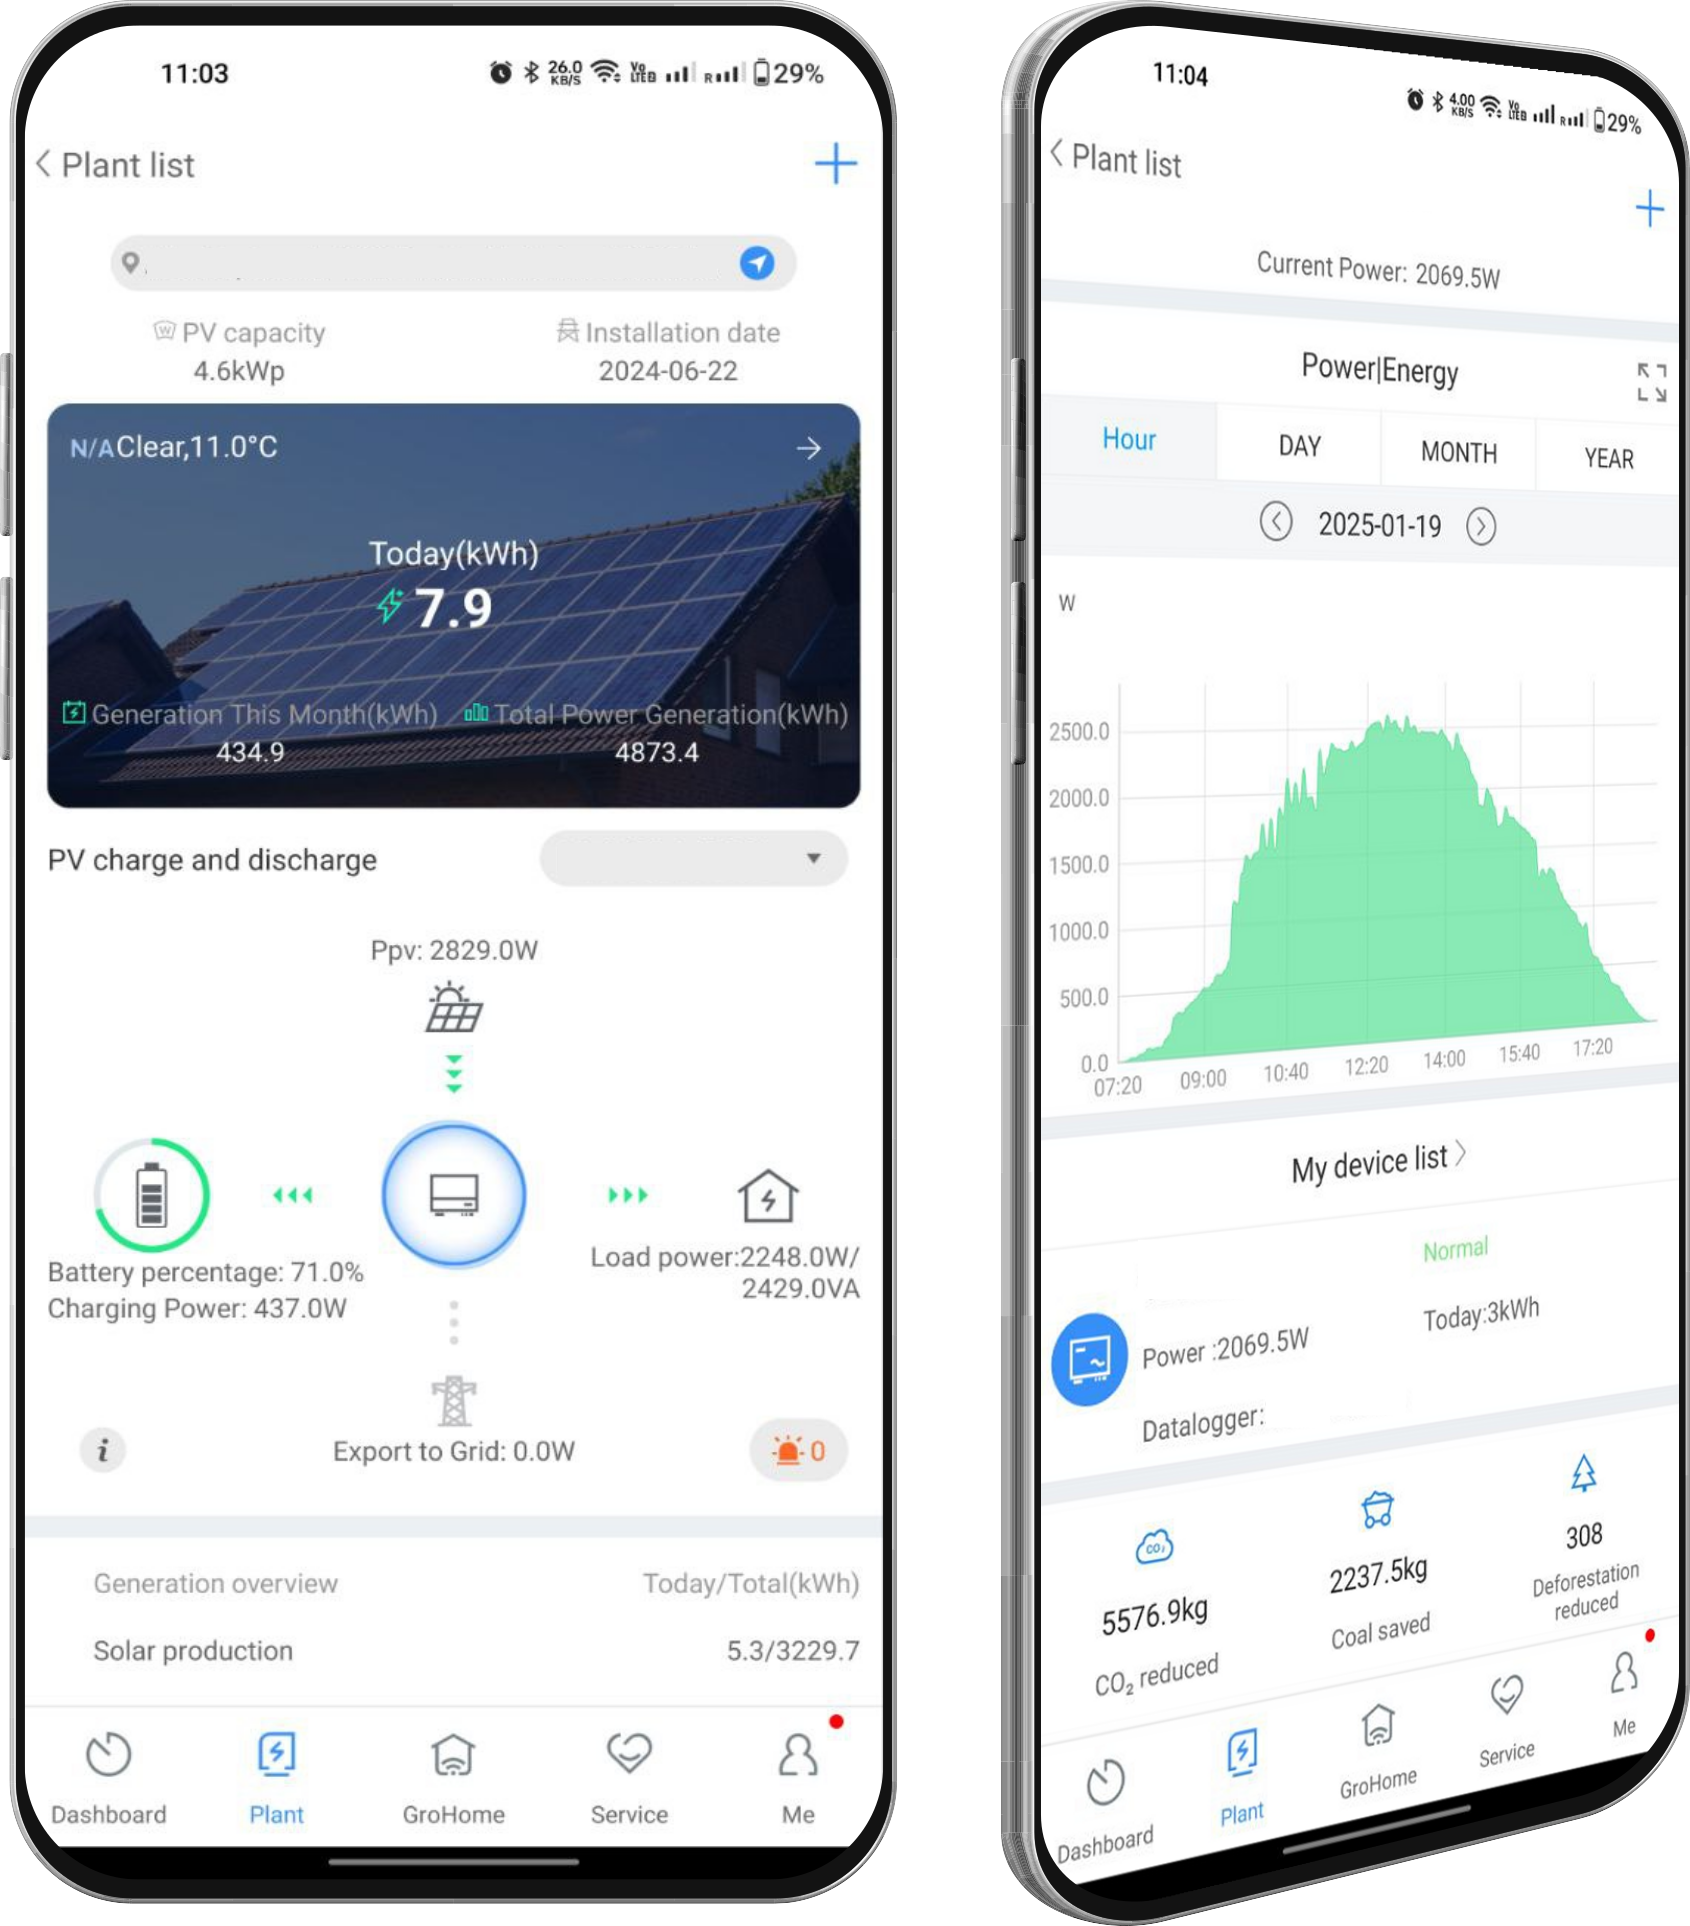 11:03
26.0 KB/S
Vo LTE
R
29%
Plant list
PV capacity
4.6kWp
Installation date
2024-06-22
N/A Clear,11.0°C
Today(kWh)
7.9
Generation This Month(kWh)
434.9
Total Power Generation(kWh)
4873.4
PV charge and discharge
Ppv: 2829.0W
Battery percentage: 71.0%
Charging Power: 437.0W
Load power:2248.0W/
2429.0VA
Export to Grid: 0.0W
i
0
Generation overview
Today/Total(kWh)
Solar production
5.3/3229.7
Dashboard
Plant
GroHome
Service
Me
11:04
4.00 KB/S
Vo LTE
R
29%
Plant list
Current Power: 2069.5W
Power|Energy
Hour
DAY
MONTH
YEAR
2025-01-19
W
2500.0
2000.0
1500.0
1000.0
500.0
0.0
07:20
09:00
10:40
12:20
14:00
15:40
17:20
My device list
Normal
Power :2069.5W
Today:3kWh
Datalogger:
CO₂
5576.9kg
CO₂ reduced
2237.5kg
Coal saved
308
Deforestation
reduced
Dashboard
Plant
GroHome
Service
Me